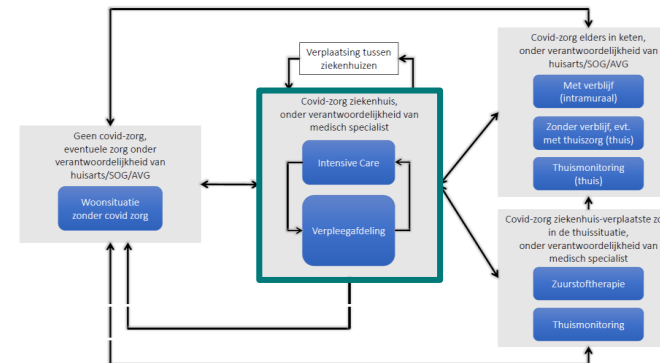 Verplaatsing tussen
ziekenhuizen
Covid-zorg ziekenhuis,
onder verantwoordelijkheid van
medisch specialist
Intensive Care
Verpleegafdeling
Geen covid-zorg,
eventuele zorg onder
verantwoordelijkheid van
huisarts/SOG/AVG
Woonsituatie
zonder covid zorg
Covid-zorg elders in keten,
onder verantwoordelijkheid van
huisarts/SOG/AVG
Met verblijf
(intramuraal)
Zonder verblijf, evt.
met thuiszorg (thuis)
Thuismonitoring
(thuis)
Covid-zorg ziekenhuis-verplaatste
in de thuissituatie,
onder verantwoordelijkheid van
medisch specialist
Zuurstoftherapie
Thuismonitoring